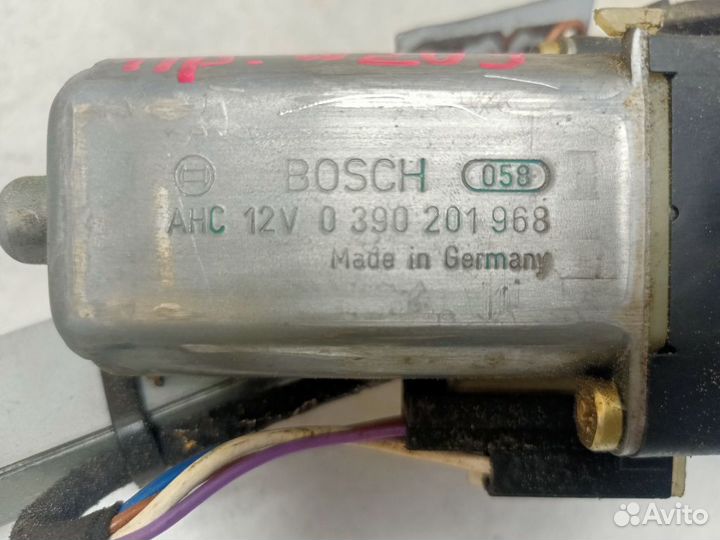 BOSCH 058
AHC 12V 0 390 201 968
Made in Germany
Avito